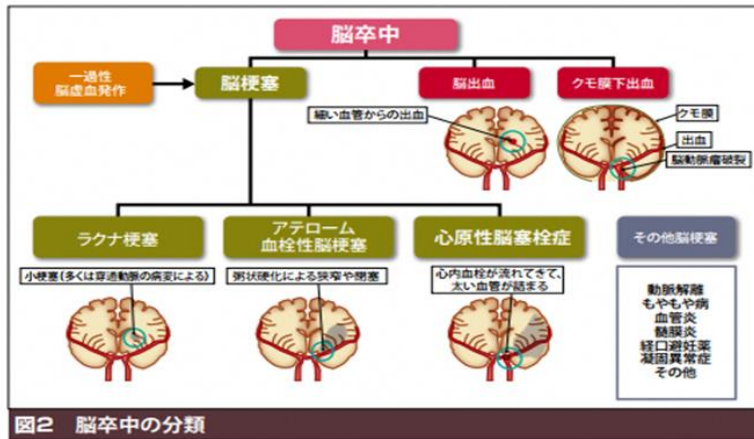 脳卒中
一過性
脳虚血発作
脳梗塞
脳出血
クモ膜下出血
細い血管からの出血
クモ膜
出血
脳動脈瘤破裂
ラクナ梗塞
アテローム
血栓性脳梗塞
心原性脳塞栓症
その他脳梗塞
小梗塞(多くは穿通動脈の病変による)
粥状硬化による狭窄や閉塞
心内血栓が流れてきて、
太い血管が詰まる
動脈解離
もやもや病
血管炎
髄膜炎
経口避妊薬
凝固異常症
その他
図2 脳卒中の分類